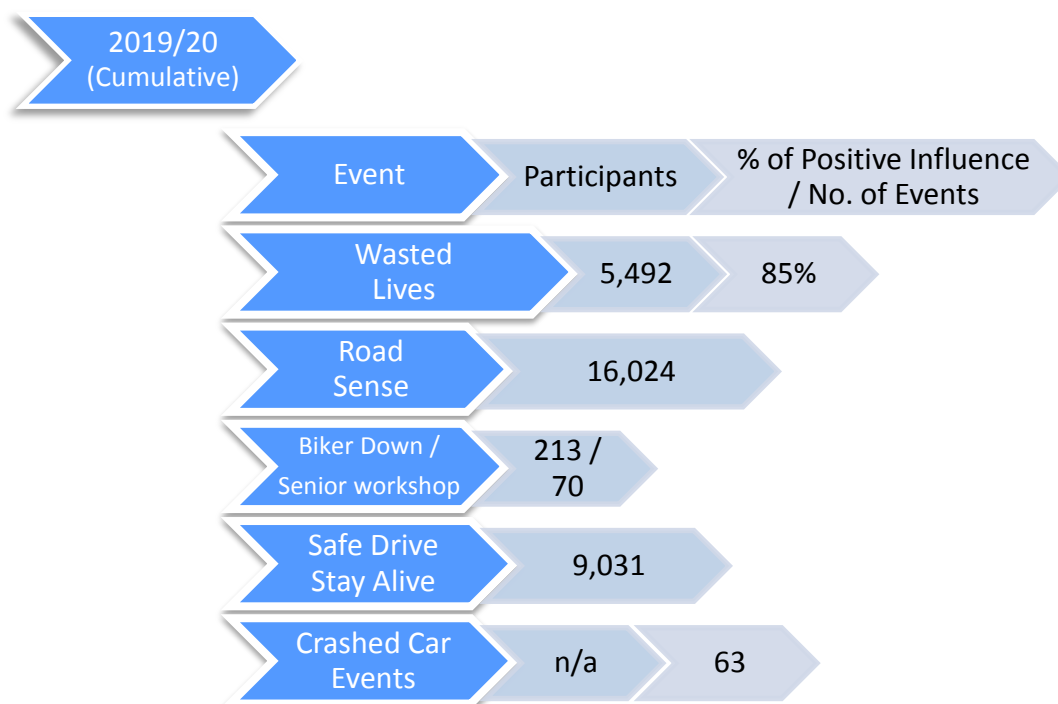 2019/20
(Cumulative)
Event
Participants
% of Positive Influence
/ No. of Events
Wasted
Lives
5,492
85%
Road
Sense
16,024
Biker Down /
Senior workshop
213 /
70
Safe Drive
Stay Alive
9,031
Crashed Car
Events
n/a
63